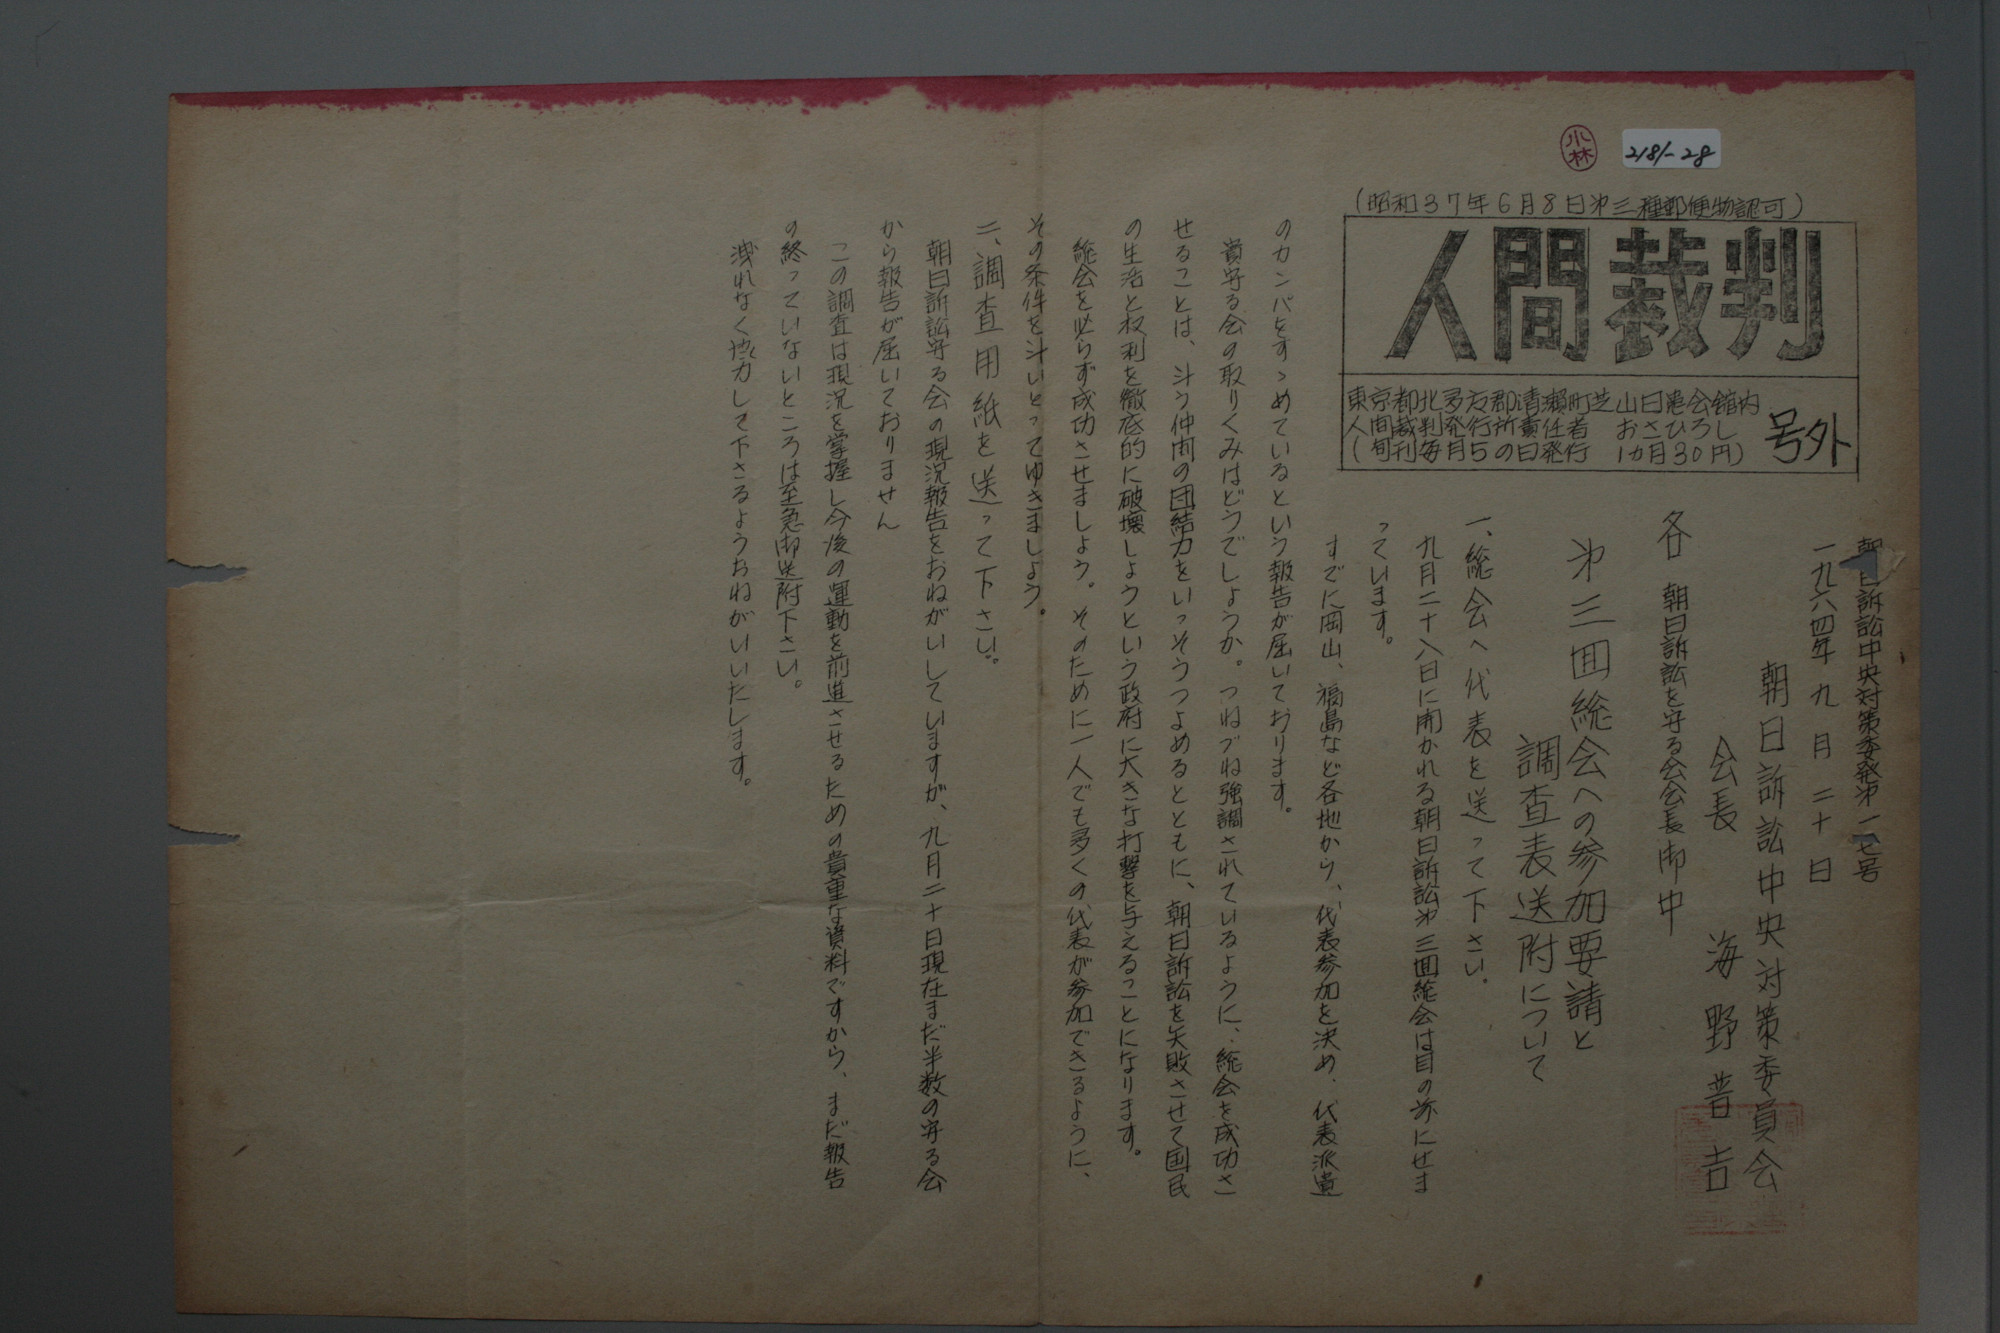 小林
218/-28
(昭和37年6月8日才三種郵便物認可)
人間裁判
東京都北多友郡清瀬町芝山日患会館内
人間裁判発行所責任者 おさひろし
(旬刊毎月5の日発行 1カ月30円)
号外
朝日訴訟中央対策委発才一七号
一九六四年九月二十日
朝日訴訟中央対策委員会
会長 海野普吉
各朝日訴訟を守る会会長御中
才三回総会への参加要請と
調査表送附について
一、総会へ代表を送って下さい。
九月二十八日に開かれる朝日訴訟才三回総会は目の前にせま
っています。
すでに岡山、福島など各地から、代表参加を決め、代表派遣
のカンパをすゝめているという報告が届いております。
貴守る会の取りくみはどうでしようか。つねづね強調されているように、総会を成功さ
せることは、斗う仲間の団結力をいっそうつよめるとともに、朝日訴訟を失敗させて国民
の生活と权利を徹底的に破壊しようという政府に大きな打撃を与えることになります。
総会を必らず成功させましょう。そのために一人でも多くの代表が参加できるように、
その条件を斗いとってゆきましょう。
二、調査用紙を送って下さい。
朝日訴訟守る会の現況報告をおねがいしていますが、九月二十日現在まだ半数の守る会
から報告が届いておりません
この調査は現況を掌握し今後の運動を前進させるための貴重な資料ですから、まだ報告
の終っていないところは至急御送附下さい。
洩れなく協力して下さるようおねがいいたします。